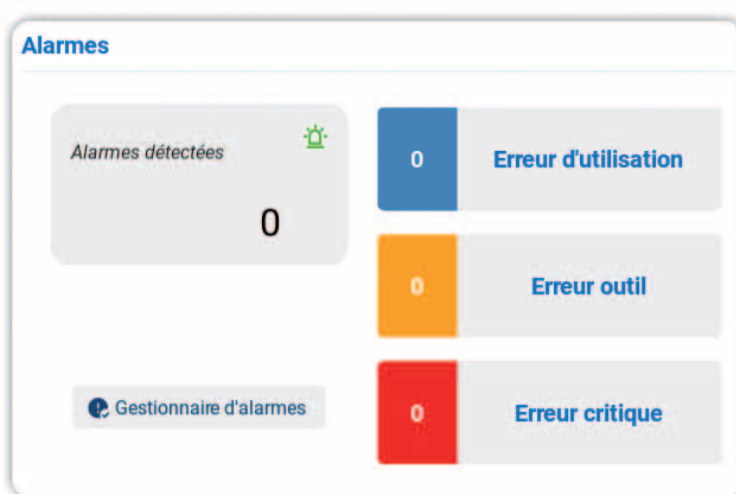 Alarmes
Alarmes détectées
0
0 Erreur d'utilisation
0 Erreur outil
Gestionnaire d'alarmes
0 Erreur critique